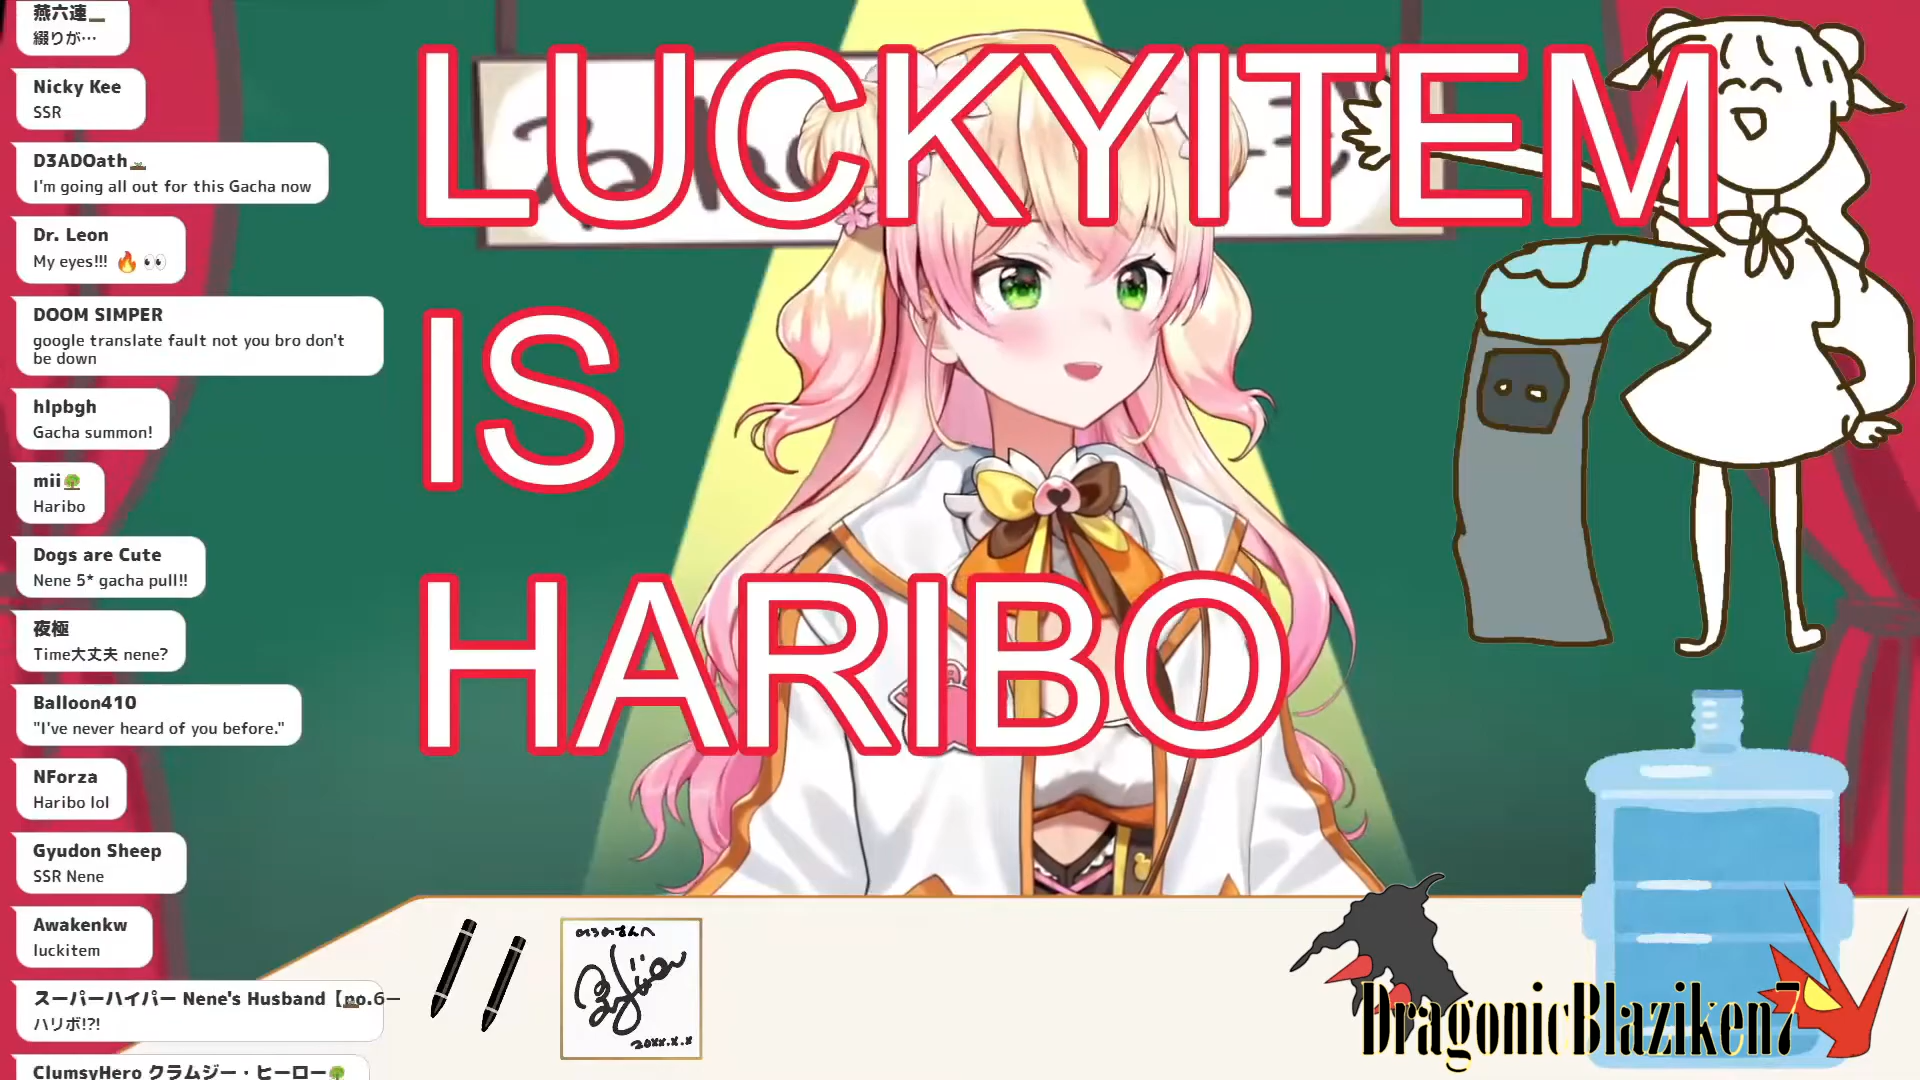 燕六連
綴りが…
Nicky Kee
SSR
D3ADOath
I'm going all out for this Gacha now
Dr. Leon
My eyes!!! 🔥 👀
DOOM SIMPER
google translate fault not you bro don't
be down
hlpbgh
Gacha summon!
mii🌳
Haribo
Dogs are Cute
Nene 5* gacha pull!!
夜極
Time大丈夫 nene?
Balloon410
"I've never heard of you before."
NForza
Haribo lol
Gyudon Sheep
SSR Nene
Awakenkw
luckitem
スーパーハイパー Nene's Husband【no.6ー
ハリボ!?!
ClumsyHero クラムジー・ヒーロー🌳
LUCKYITEM
IS
HARIBO
20XX.X.X
DragonicBlaziken7